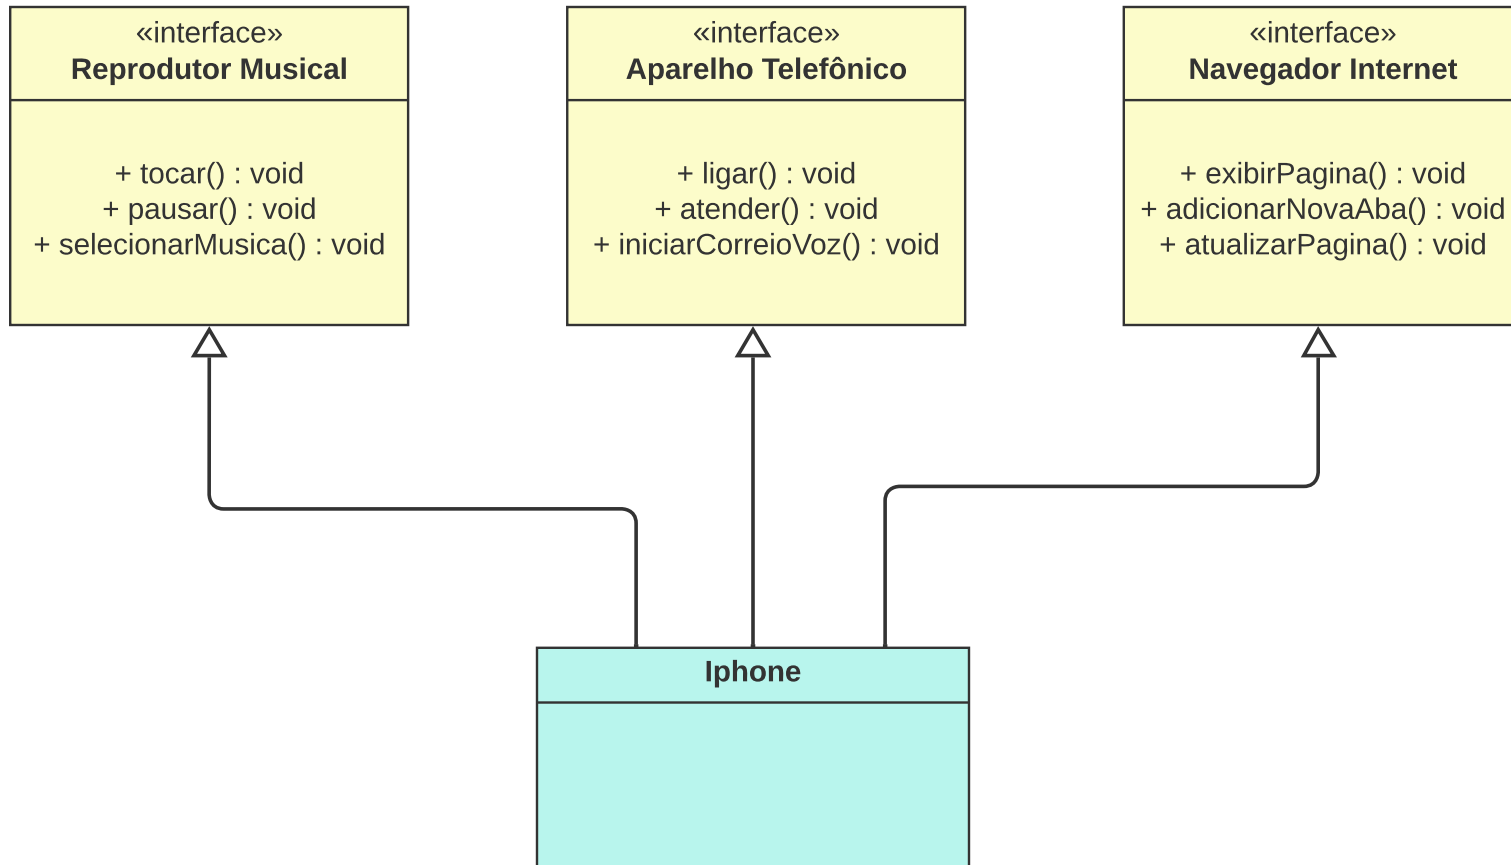 «interface»
Reprodutor Musical
+ tocar() : void
+ pausar() : void
+ selecionarMusica() : void
«interface»
Aparelho Telefônico
+ ligar() : void
+ atender() : void
+ iniciarCorreioVoz() : void
«interface»
Navegador Internet
+ exibirPagina() : void
+ adicionarNovaAba() : void
+ atualizarPagina() : void
Iphone